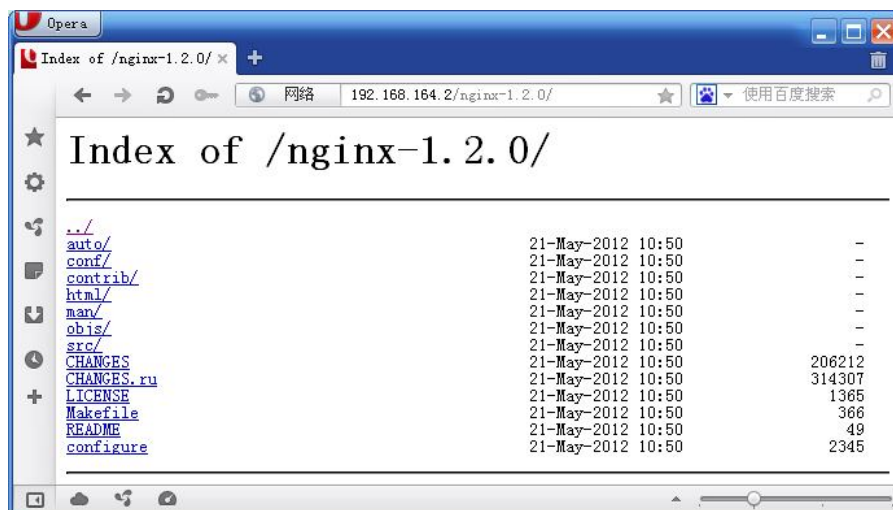 Opera
Index of /nginx-1.2.0/
网络 192.168.164.2/nginx-1.2.0/ 使用百度搜索
Index of /nginx-1.2.0/
../
auto/ 21-May-2012 10:50 -
conf/ 21-May-2012 10:50 -
contrib/ 21-May-2012 10:50 -
html/ 21-May-2012 10:50 -
man/ 21-May-2012 10:50 -
objs/ 21-May-2012 10:50 -
src/ 21-May-2012 10:50 -
CHANGES 21-May-2012 10:50 206212
CHANGES.ru 21-May-2012 10:50 314307
LICENSE 21-May-2012 10:50 1365
Makefile 21-May-2012 10:50 366
README 21-May-2012 10:50 49
configure 21-May-2012 10:50 2345